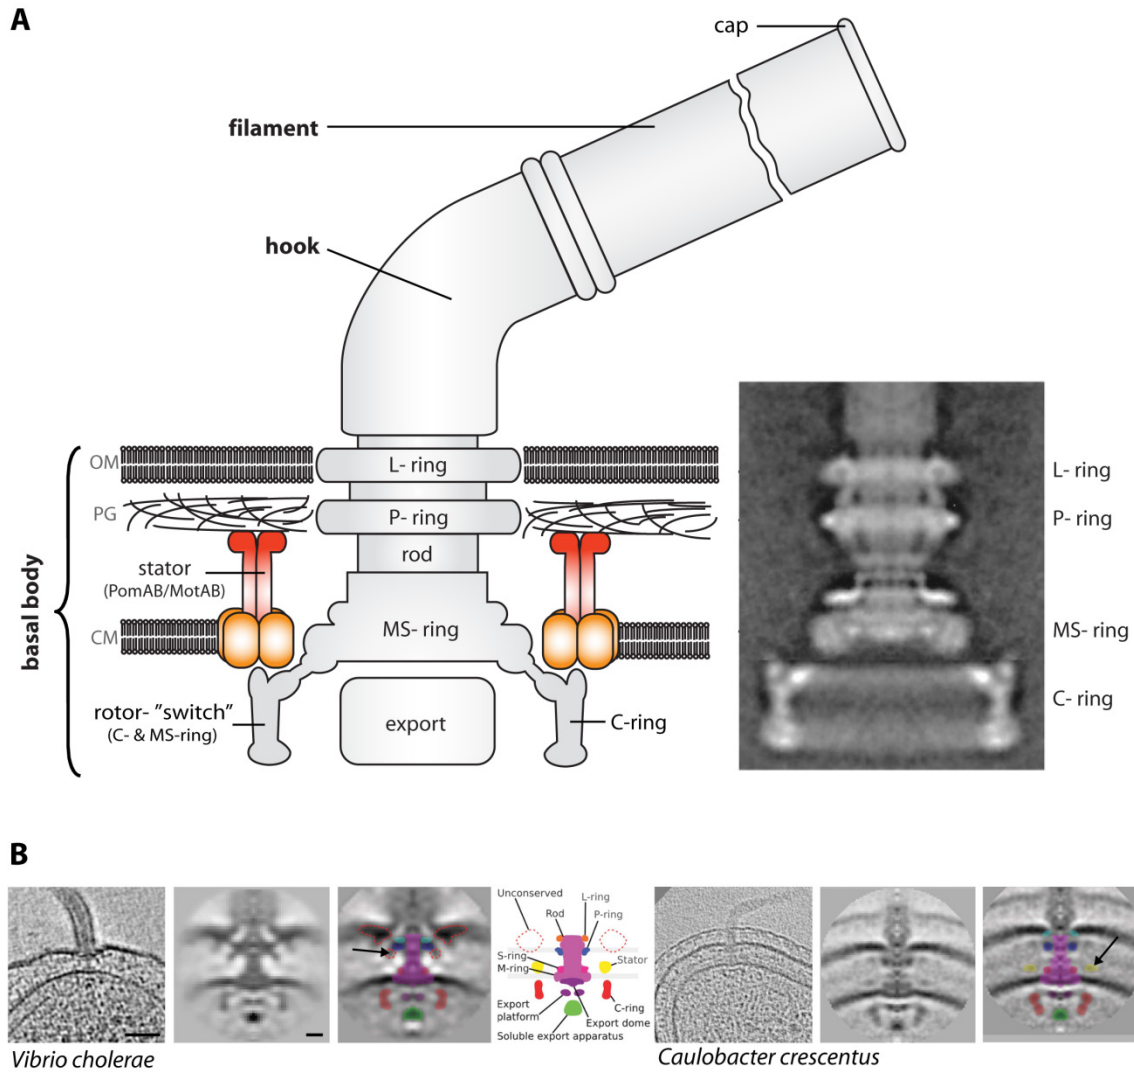 A
cap
filament
hook
OM
L- ring
PG
P- ring
rod
stator
(PomAB/MotAB)
basal body
CM
MS- ring
rotor- ”switch”
(C- & MS-ring)
export
C-ring
L- ring
P- ring
MS- ring
C- ring
B
Unconserved
L-ring
Rod
P-ring
S-ring
M-ring
Stator
Export
platform
C-ring
Export dome
Soluble export apparatus
Vibrio cholerae
Caulobacter crescentus